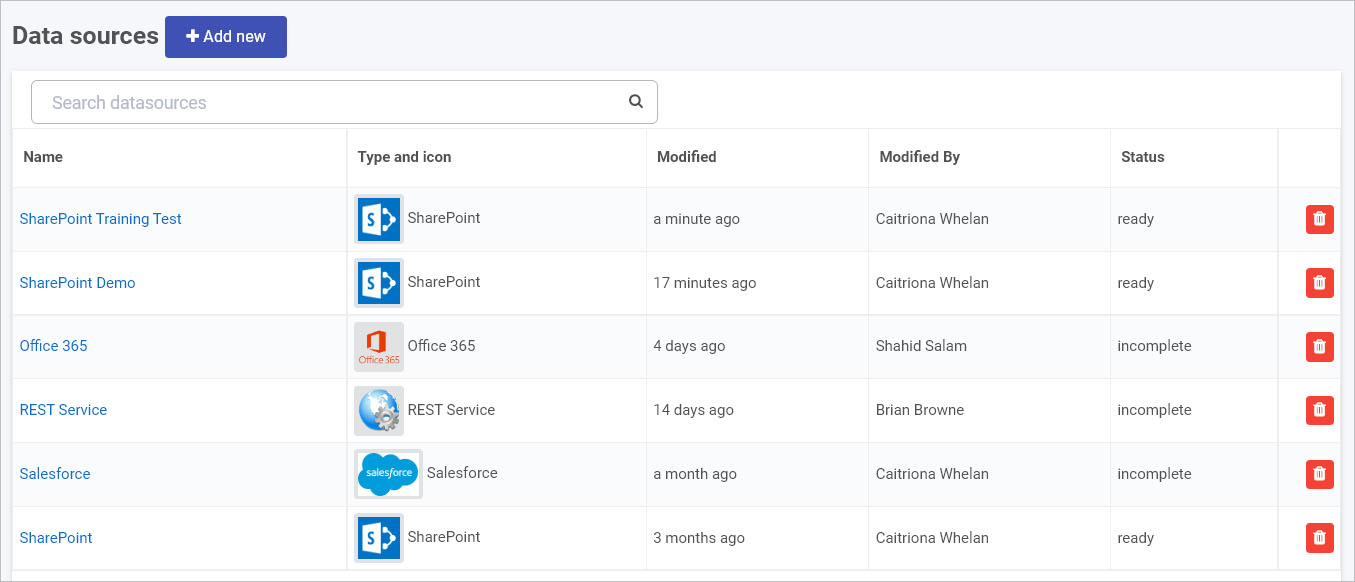 Data sources Add new
Search datasources
Name Type and icon Modified Modified By Status
SharePoint Training Test S SharePoint a minute ago Caitriona Whelan ready
SharePoint Demo S SharePoint 17 minutes ago Caitriona Whelan ready
Office 365 Office 365 Office 365 4 days ago Shahid Salam incomplete
REST Service REST Service 14 days ago Brian Browne incomplete
Salesforce salesforce Salesforce a month ago Caitriona Whelan incomplete
SharePoint S SharePoint 3 months ago Caitriona Whelan ready